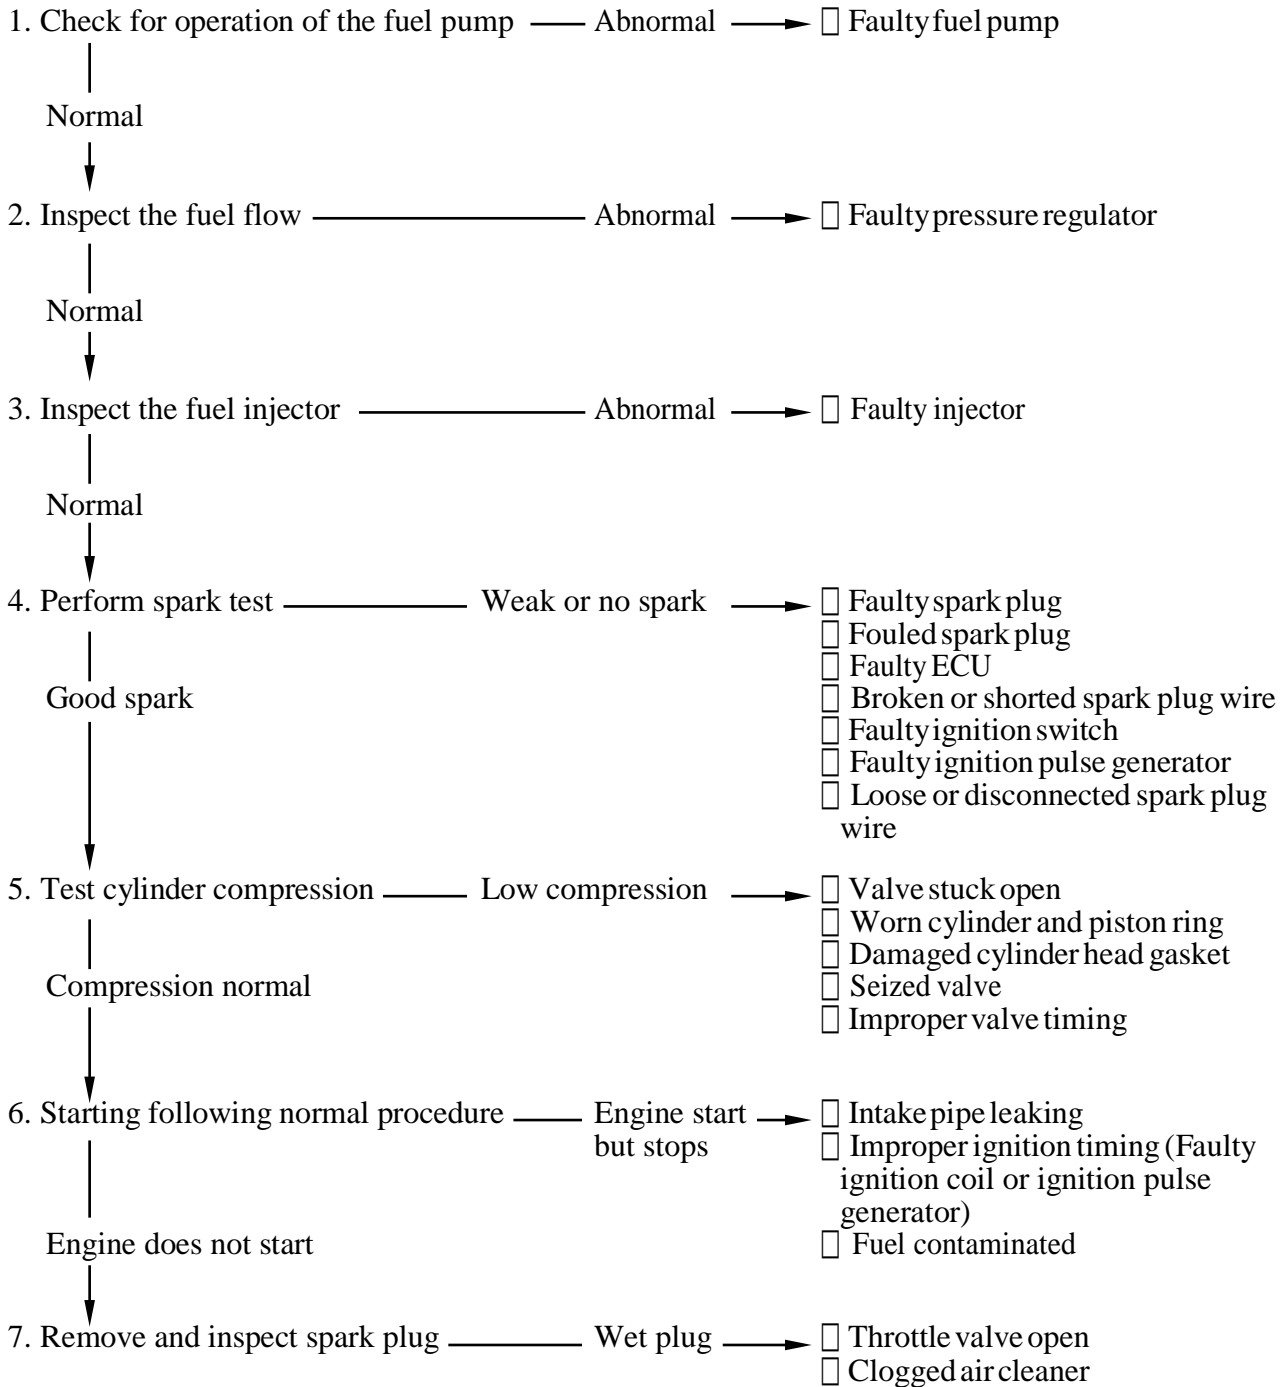 1. Check for operation of the fuel pump Abnormal □ Faulty fuel pump
Normal
2. Inspect the fuel flow Abnormal □ Faulty pressure regulator
Normal
3. Inspect the fuel injector Abnormal □ Faulty injector
Normal
4. Perform spark test Weak or no spark □ Faulty spark plug
□ Fouled spark plug
□ Faulty ECU
Good spark □ Broken or shorted spark plug wire
□ Faulty ignition switch
□ Faulty ignition pulse generator
□ Loose or disconnected spark plug
wire
5. Test cylinder compression Low compression □ Valve stuck open
□ Worn cylinder and piston ring
□ Damaged cylinder head gasket
Compression normal □ Seized valve
□ Improper valve timing
6. Starting following normal procedure Engine start □ Intake pipe leaking
but stops □ Improper ignition timing (Faulty
ignition coil or ignition pulse
generator)
Engine does not start □ Fuel contaminated
7. Remove and inspect spark plug Wet plug □ Throttle valve open
□ Clogged air cleaner